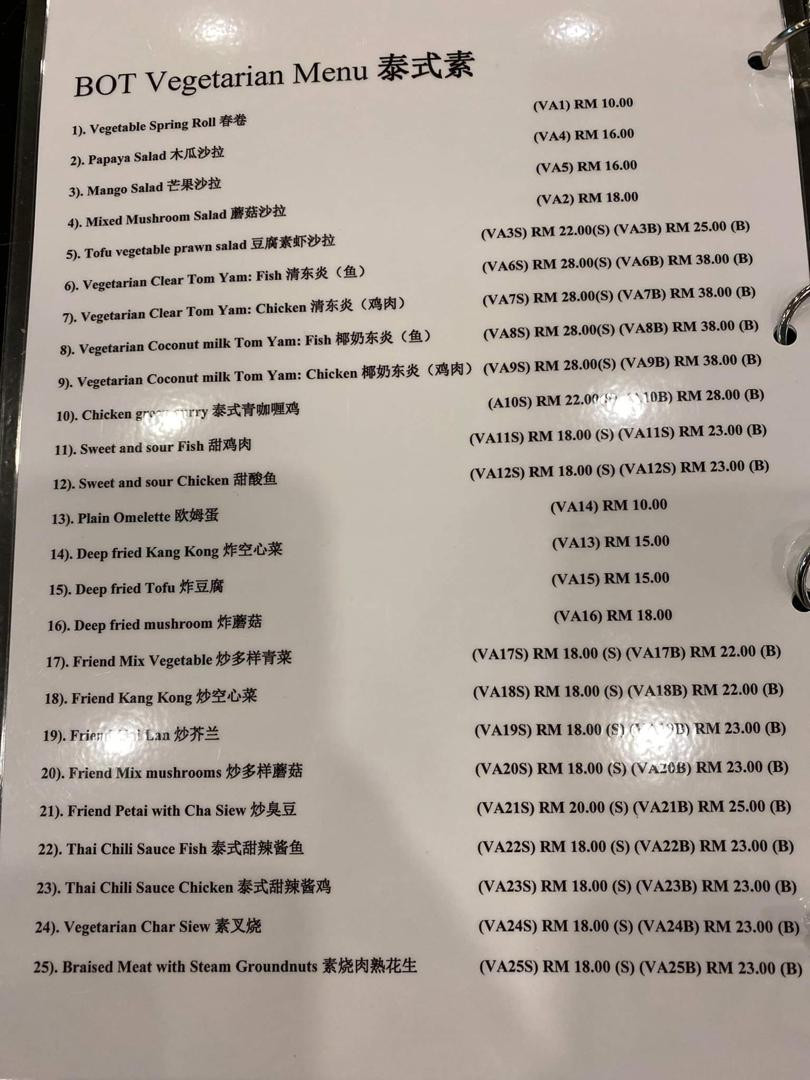 BOT Vegetarian Menu 泰式素
1). Vegetable Spring Roll 春卷 (VA1) RM 10.00
2). Papaya Salad 木瓜沙拉 (VA4) RM 16.00
3). Mango Salad 芒果沙拉 (VA5) RM 16.00
4). Mixed Mushroom Salad 蘑菇沙拉 (VA2) RM 18.00
5). Tofu vegetable prawn salad 豆腐素虾沙拉 (VA3S) RM 22.00(S) (VA3B) RM 25.00 (B)
6). Vegetarian Clear Tom Yam: Fish 清东炎（鱼） (VA6S) RM 28.00(S) (VA6B) RM 38.00 (B)
7). Vegetarian Clear Tom Yam: Chicken 清东炎（鸡肉） (VA7S) RM 28.00(S) (VA7B) RM 38.00 (B)
8). Vegetarian Coconut milk Tom Yam: Fish 椰奶东炎（鱼） (VA8S) RM 28.00(S) (VA8B) RM 38.00 (B)
9). Vegetarian Coconut milk Tom Yam: Chicken 椰奶东炎（鸡肉） (VA9S) RM 28.00(S) (VA9B) RM 38.00 (B)
10). Chicken green curry 泰式青咖喱鸡 (A10S) RM 22.00 RM 28.00 (B)
11). Sweet and sour Fish 甜鸡肉 (VA11S) RM 18.00 (S) (VA11S) RM 23.00 (B)
12). Sweet and sour Chicken 甜酸鱼 (VA12S) RM 18.00 (S) (VA12S) RM 23.00 (B)
13). Plain Omelette 欧姆蛋 (VA14) RM 10.00
14). Deep fried Kang Kong 炸空心菜 (VA13) RM 15.00
15). Deep fried Tofu 炸豆腐 (VA15) RM 15.00
16). Deep fried mushroom 炸蘑菇 (VA16) RM 18.00
17). Friend Mix Vegetable 炒多样青菜 (VA17S) RM 18.00 (S) (VA17B) RM 22.00 (B)
18). Friend Kang Kong 炒空心菜 (VA18S) RM 18.00 (S) (VA18B) RM 22.00 (B)
19). Lan 炒芥兰 (VA19S) RM 18.00 (S) (VA19B) RM 23.00 (B)
20). Friend Mix mushrooms 炒多样蘑菇 (VA20S) RM 18.00 (S) (VA20B) RM 23.00 (B)
21). Friend Petai with Cha Siew 炒臭豆 (VA21S) RM 20.00 (S) (VA21B) RM 25.00 (B)
22). Thai Chili Sauce Fish 泰式甜辣酱鱼 (VA22S) RM 18.00 (S) (VA22B) RM 23.00 (B)
23). Thai Chili Sauce Chicken 泰式甜辣酱鸡 (VA23S) RM 18.00 (S) (VA23B) RM 23.00 (B)
24). Vegetarian Char Siew 素叉烧 (VA24S) RM 18.00 (S) (VA24B) RM 23.00 (B)
25). Braised Meat with Steam Groundnuts 素烧肉熟花生 (VA25S) RM 18.00 (S) (VA25B) RM 23.00 (B)